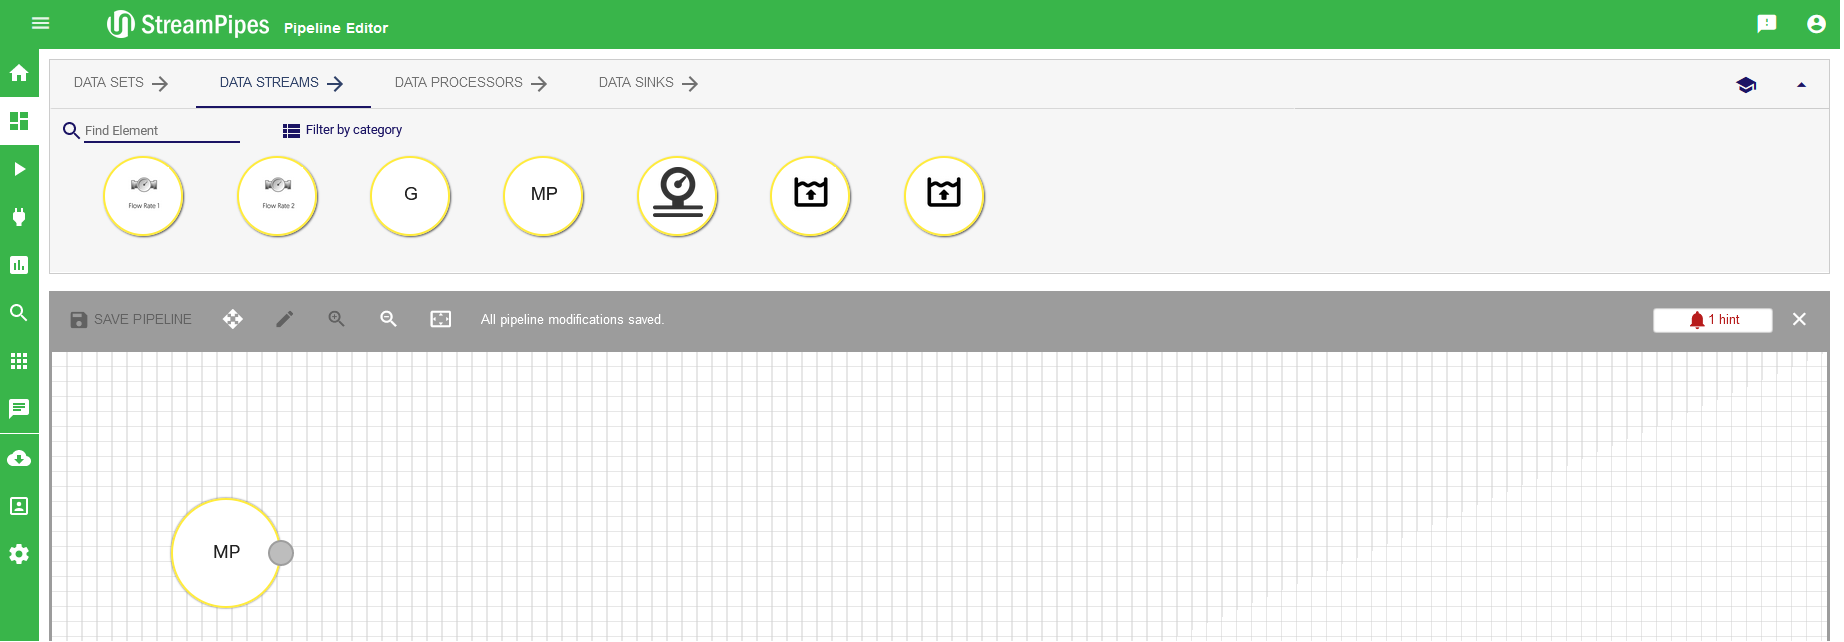 StreamPipes Pipeline Editor
DATA SETS DATA STREAMS DATA PROCESSORS DATA SINKS
Find Element Filter by category
Flow Rate 1 Flow Rate 2 G MP
SAVE PIPELINE All pipeline modifications saved. 1 hint
MP